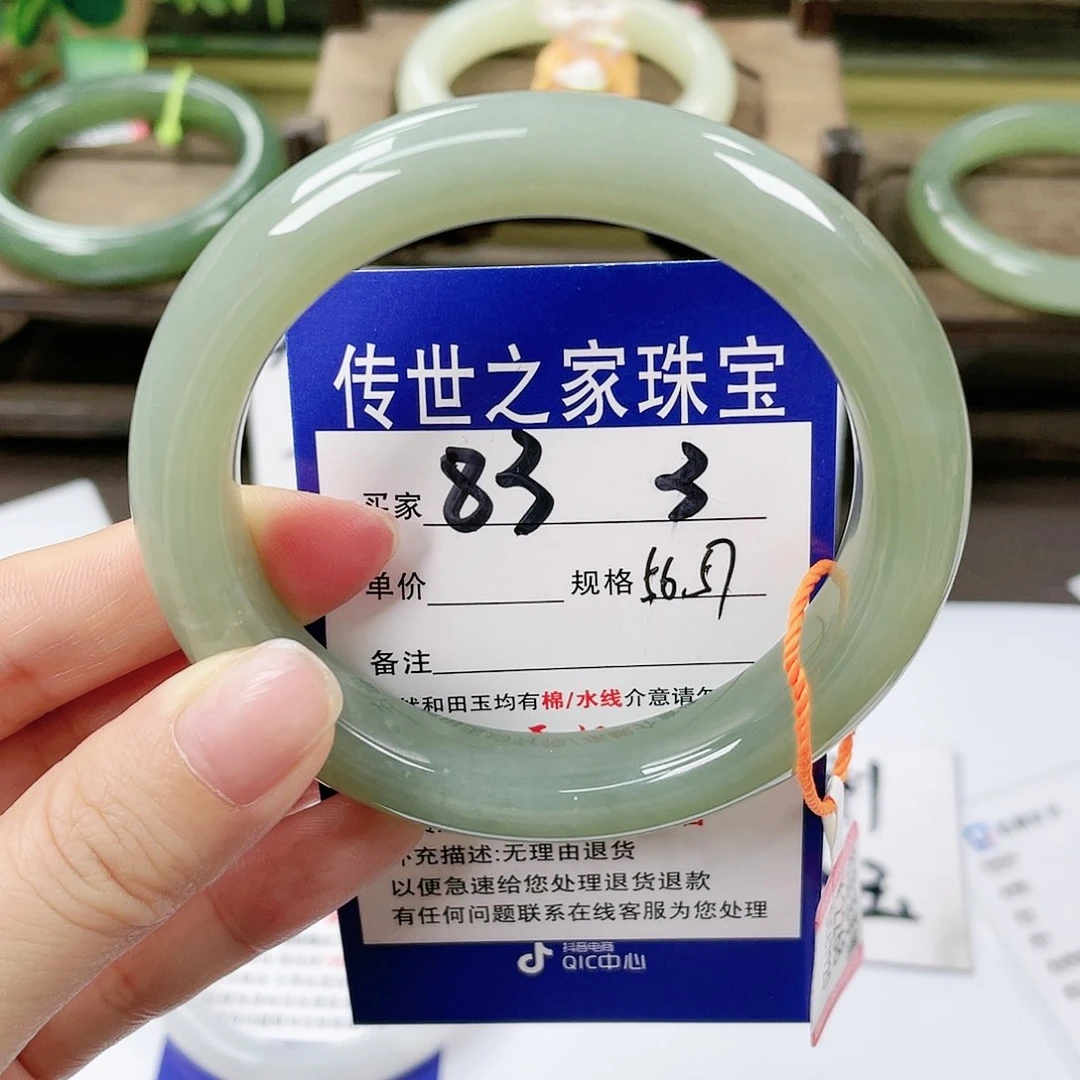 传世之家珠宝
买家 83 3
单价 规格 56.57
备注
和田玉均有棉/水线介意请
补充描述:无理由退货
以便急速给您处理退货退款
有任何问题联系在线客服为您处理
抖音电商
QIC中心